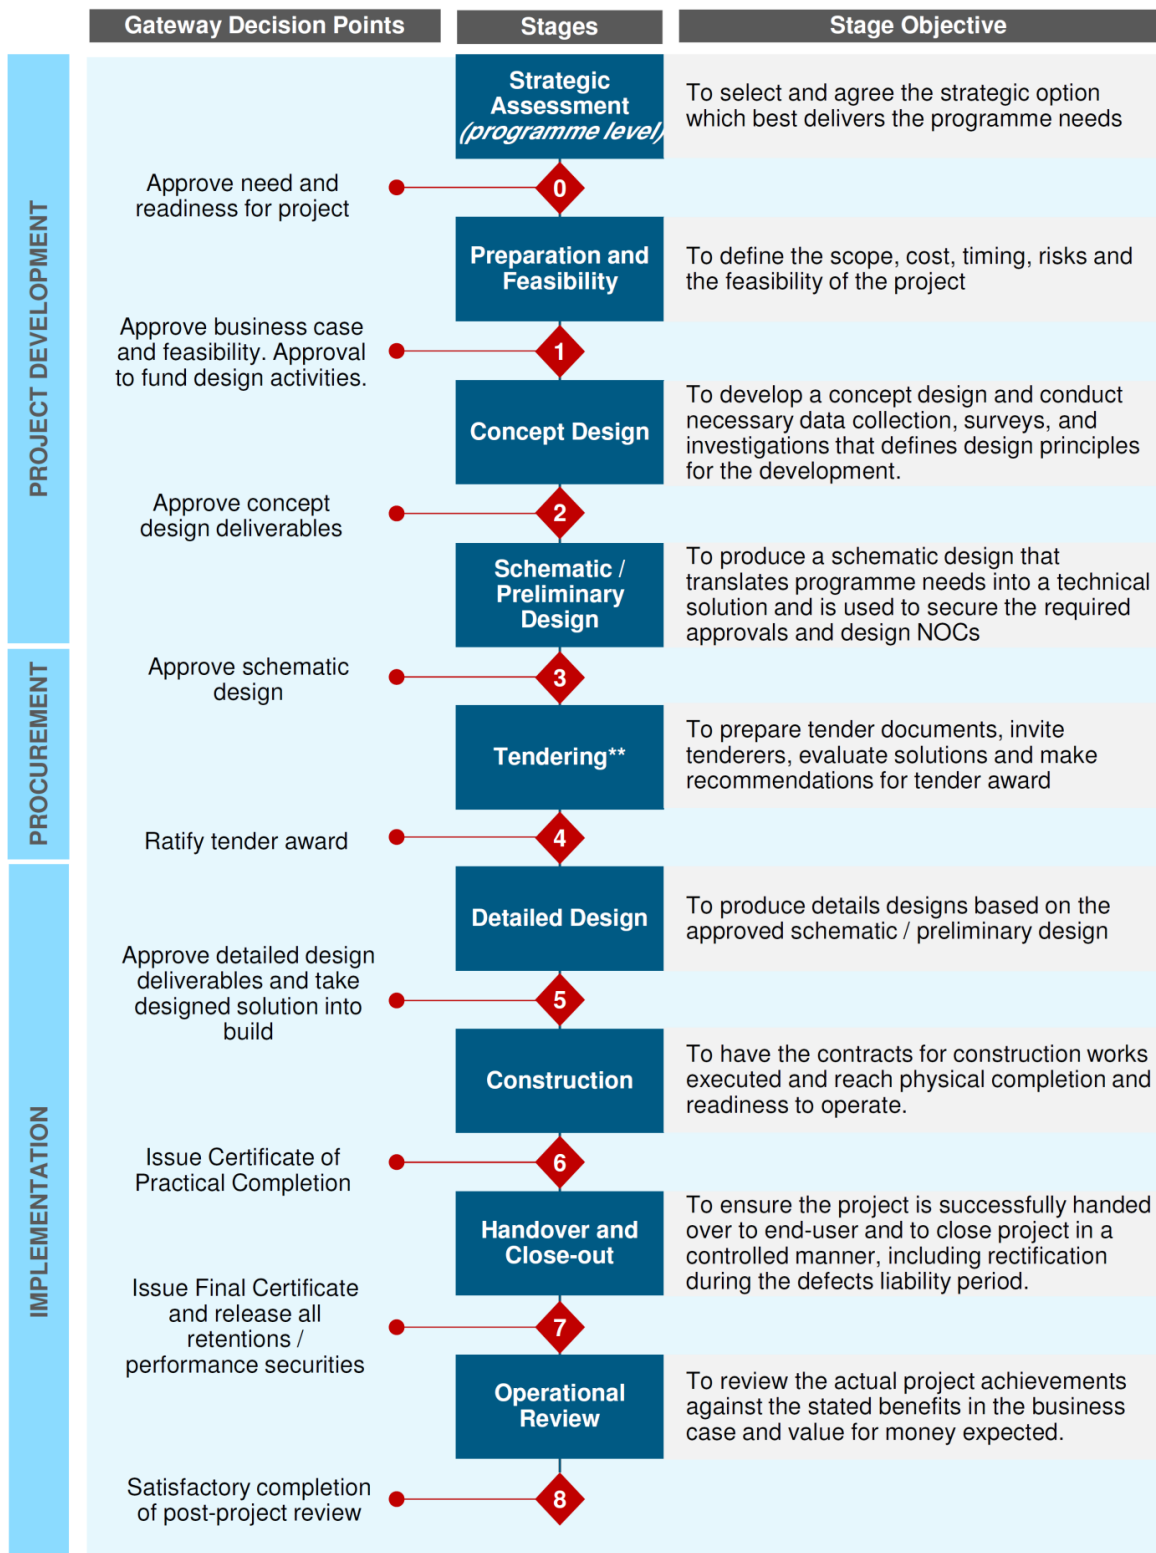 Gateway Decision Points
Stages
Stage Objective
PROJECT DEVELOPMENT
Strategic
Assessment
(programme level)
To select and agree the strategic option
which best delivers the programme needs
Approve need and
readiness for project
0
Preparation and
Feasibility
To define the scope, cost, timing, risks and
the feasibility of the project
Approve business case
and feasibility. Approval
to fund design activities.
1
Concept Design
To develop a concept design and conduct
necessary data collection, surveys, and
investigations that defines design principles
for the development.
Approve concept
design deliverables
2
Schematic /
Preliminary
Design
To produce a schematic design that
translates programme needs into a technical
solution and is used to secure the required
approvals and design NOCs
PROCUREMENT
Approve schematic
design
3
Tendering**
To prepare tender documents, invite
tenderers, evaluate solutions and make
recommendations for tender award
Ratify tender award
4
IMPLEMENTATION
Detailed Design
To produce details designs based on the
approved schematic / preliminary design
Approve detailed design
deliverables and take
designed solution into
build
5
Construction
To have the contracts for construction works
executed and reach physical completion and
readiness to operate.
Issue Certificate of
Practical Completion
6
Handover and
Close-out
To ensure the project is successfully handed
over to end-user and to close project in a
controlled manner, including rectification
during the defects liability period.
Issue Final Certificate
and release all
retentions /
performance securities
7
Operational
Review
To review the actual project achievements
against the stated benefits in the business
case and value for money expected.
Satisfactory completion
of post-project review
8